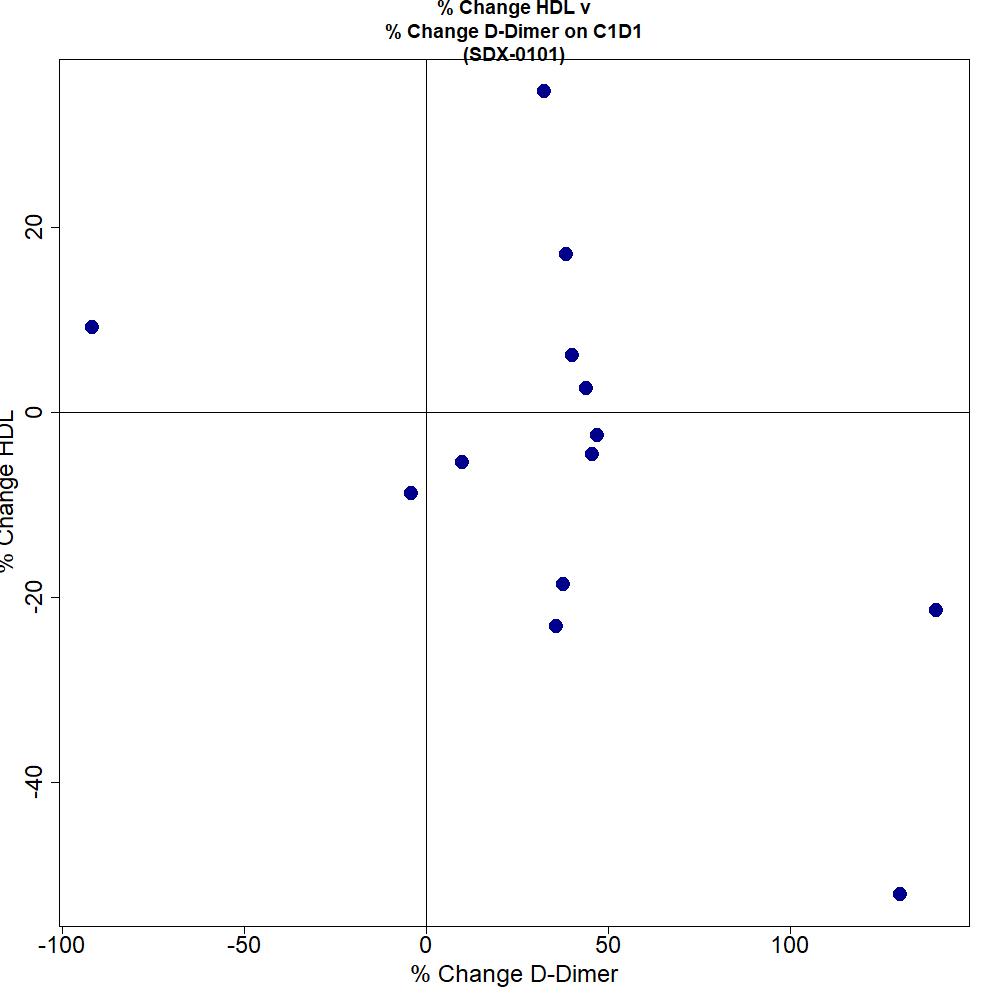 % Change HDL v
% Change D-Dimer on C1D1
(SDX-0101)
20
0
-20
-40
% Change HDL
-100
-50
0
50
100
% Change D-Dimer